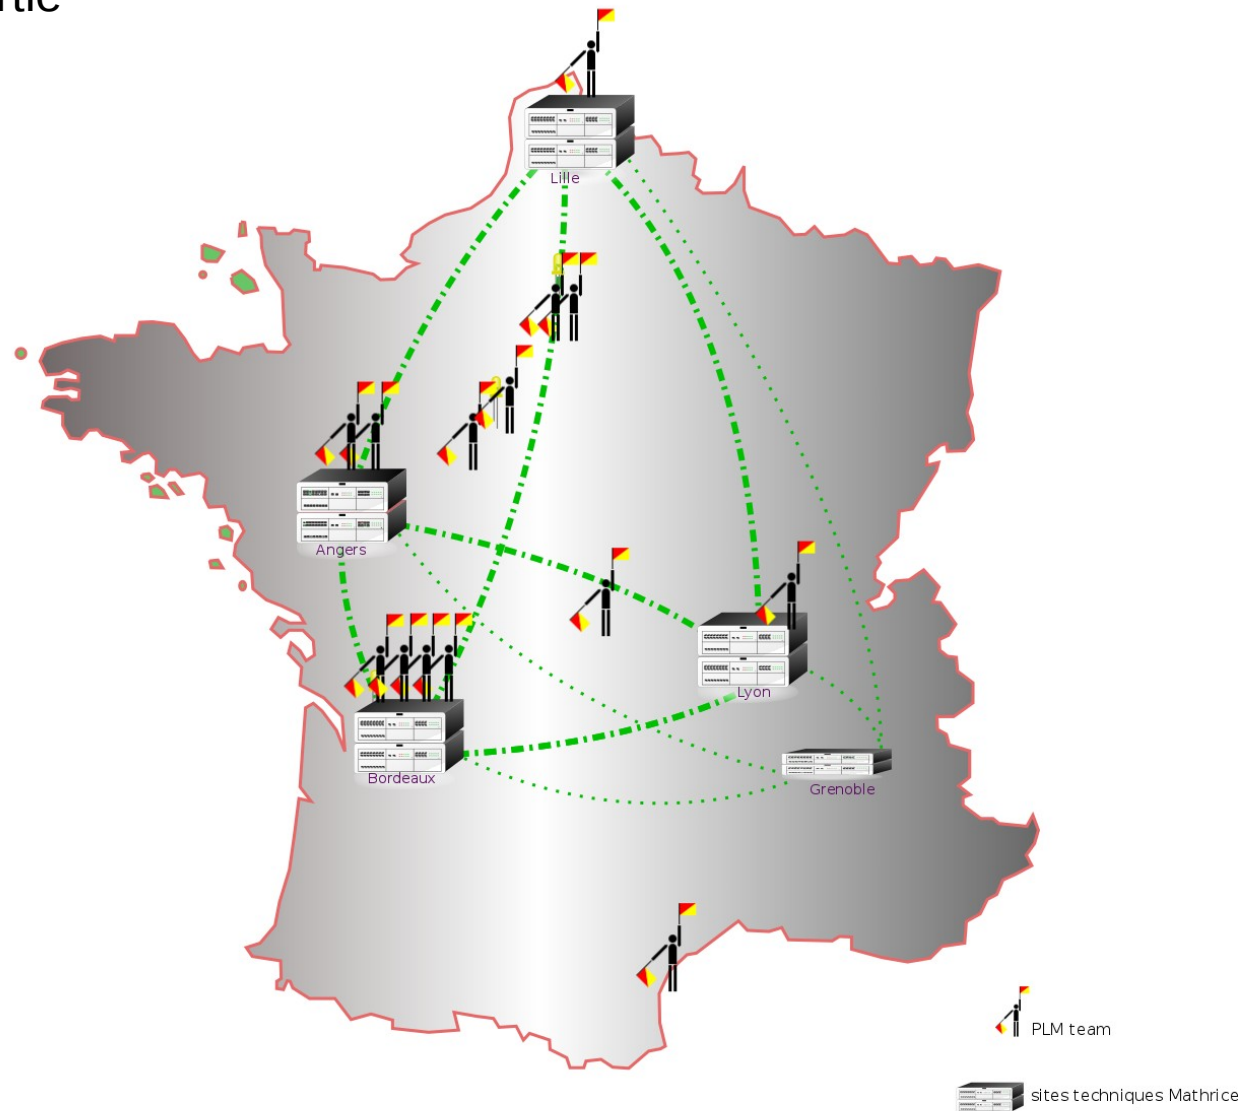 Lille
Angers
Lyon
Bordeaux
Grenoble
PLM team
sites techniques Mathrice